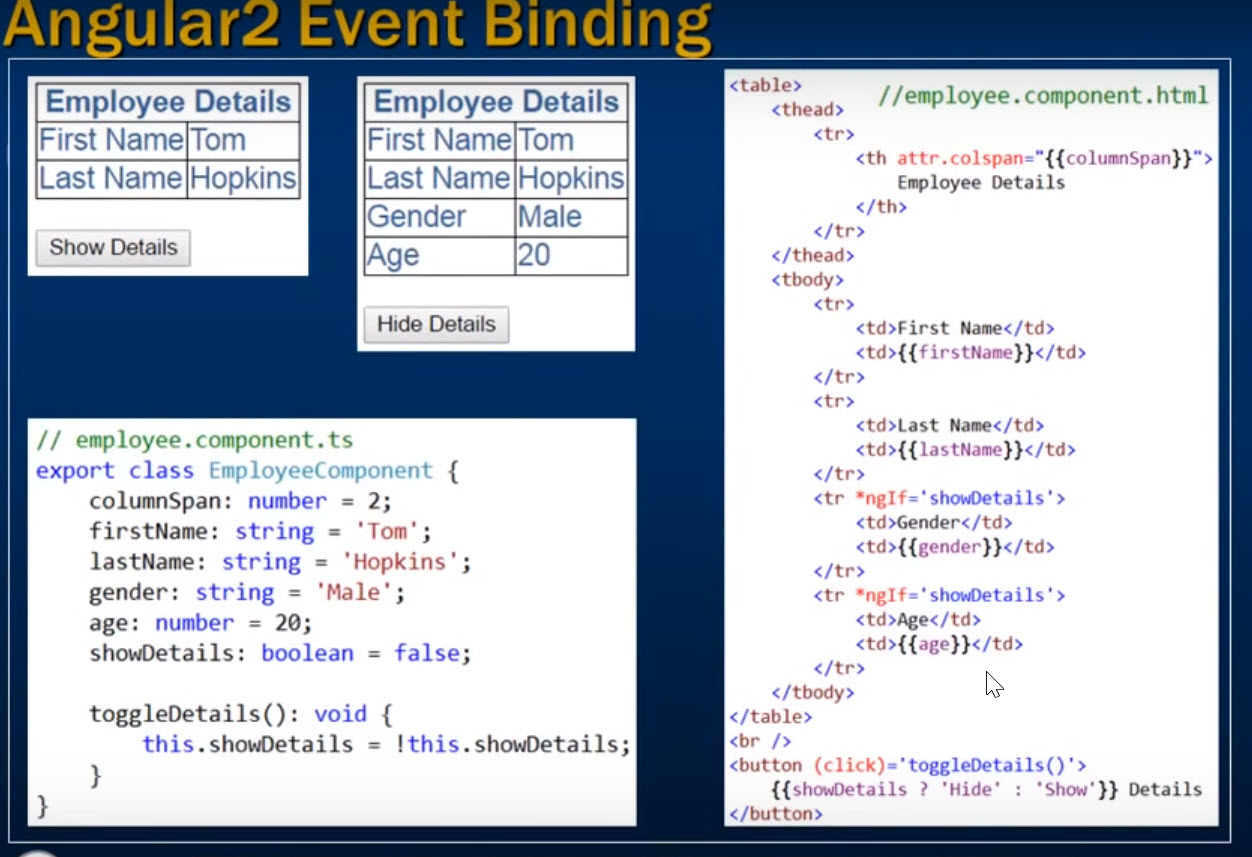 Angular2 Event Binding
Employee Details
First Name Tom
Last Name Hopkins
Show Details
Employee Details
First Name Tom
Last Name Hopkins
Gender Male
Age 20
Hide Details
// employee.component.ts
export class EmployeeComponent {
columnSpan: number = 2;
firstName: string = 'Tom';
lastName: string = 'Hopkins';
gender: string = 'Male';
age: number = 20;
showDetails: boolean = false;
toggleDetails(): void {
this.showDetails = !this.showDetails;
}
}
<table>
//employee.component.html
<thead>
<tr>
<th attr.colspan="{{columnSpan}}">
Employee Details
</th>
</tr>
</thead>
<tbody>
<tr>
<td>First Name</td>
<td>{{firstName}}</td>
</tr>
<tr>
<td>Last Name</td>
<td>{{lastName}}</td>
</tr>
<tr *ngIf='showDetails'>
<td>Gender</td>
<td>{{gender}}</td>
</tr>
<tr *ngIf='showDetails'>
<td>Age</td>
<td>{{age}}</td>
</tr>
</tbody>
</table>
<br />
<button (click)='toggleDetails()'>
{{showDetails ? 'Hide' : 'Show'}} Details
</button>